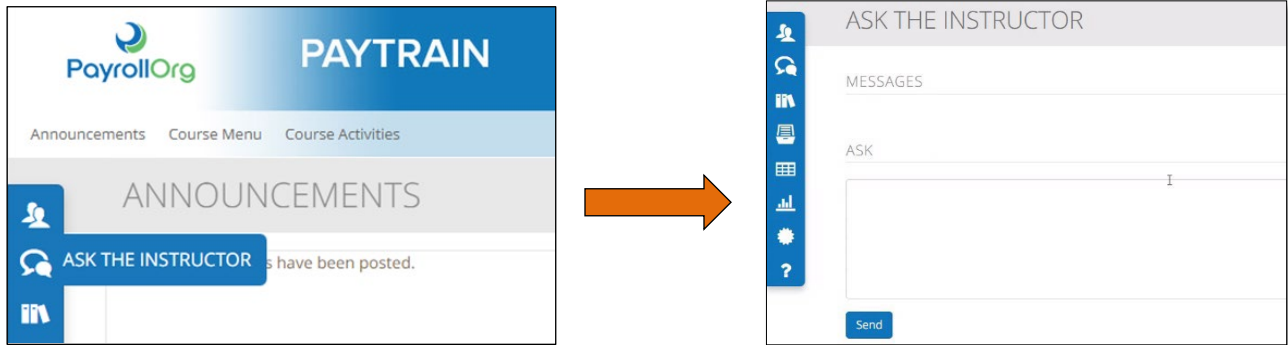 PayrollOrg
PAYTRAIN
Announcements Course Menu Course Activities
ANNOUNCEMENTS
ASK THE INSTRUCTOR
s have been posted.
ASK THE INSTRUCTOR
MESSAGES
ASK
Send
?